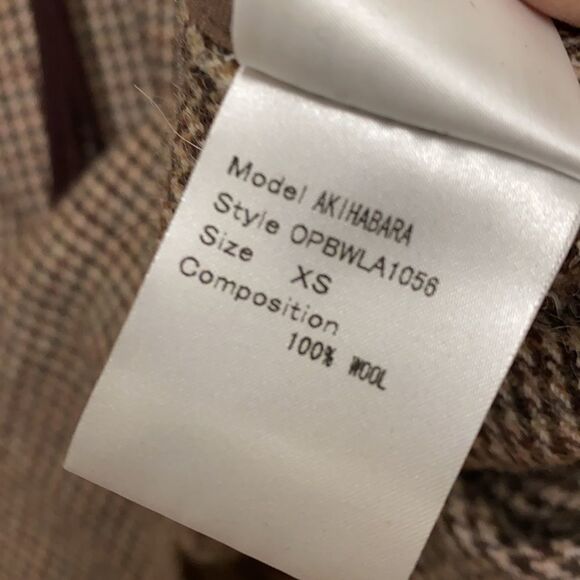 Model AKIHABARA
Style OPBWLA1056
Size XS
Composition
100% WOOL